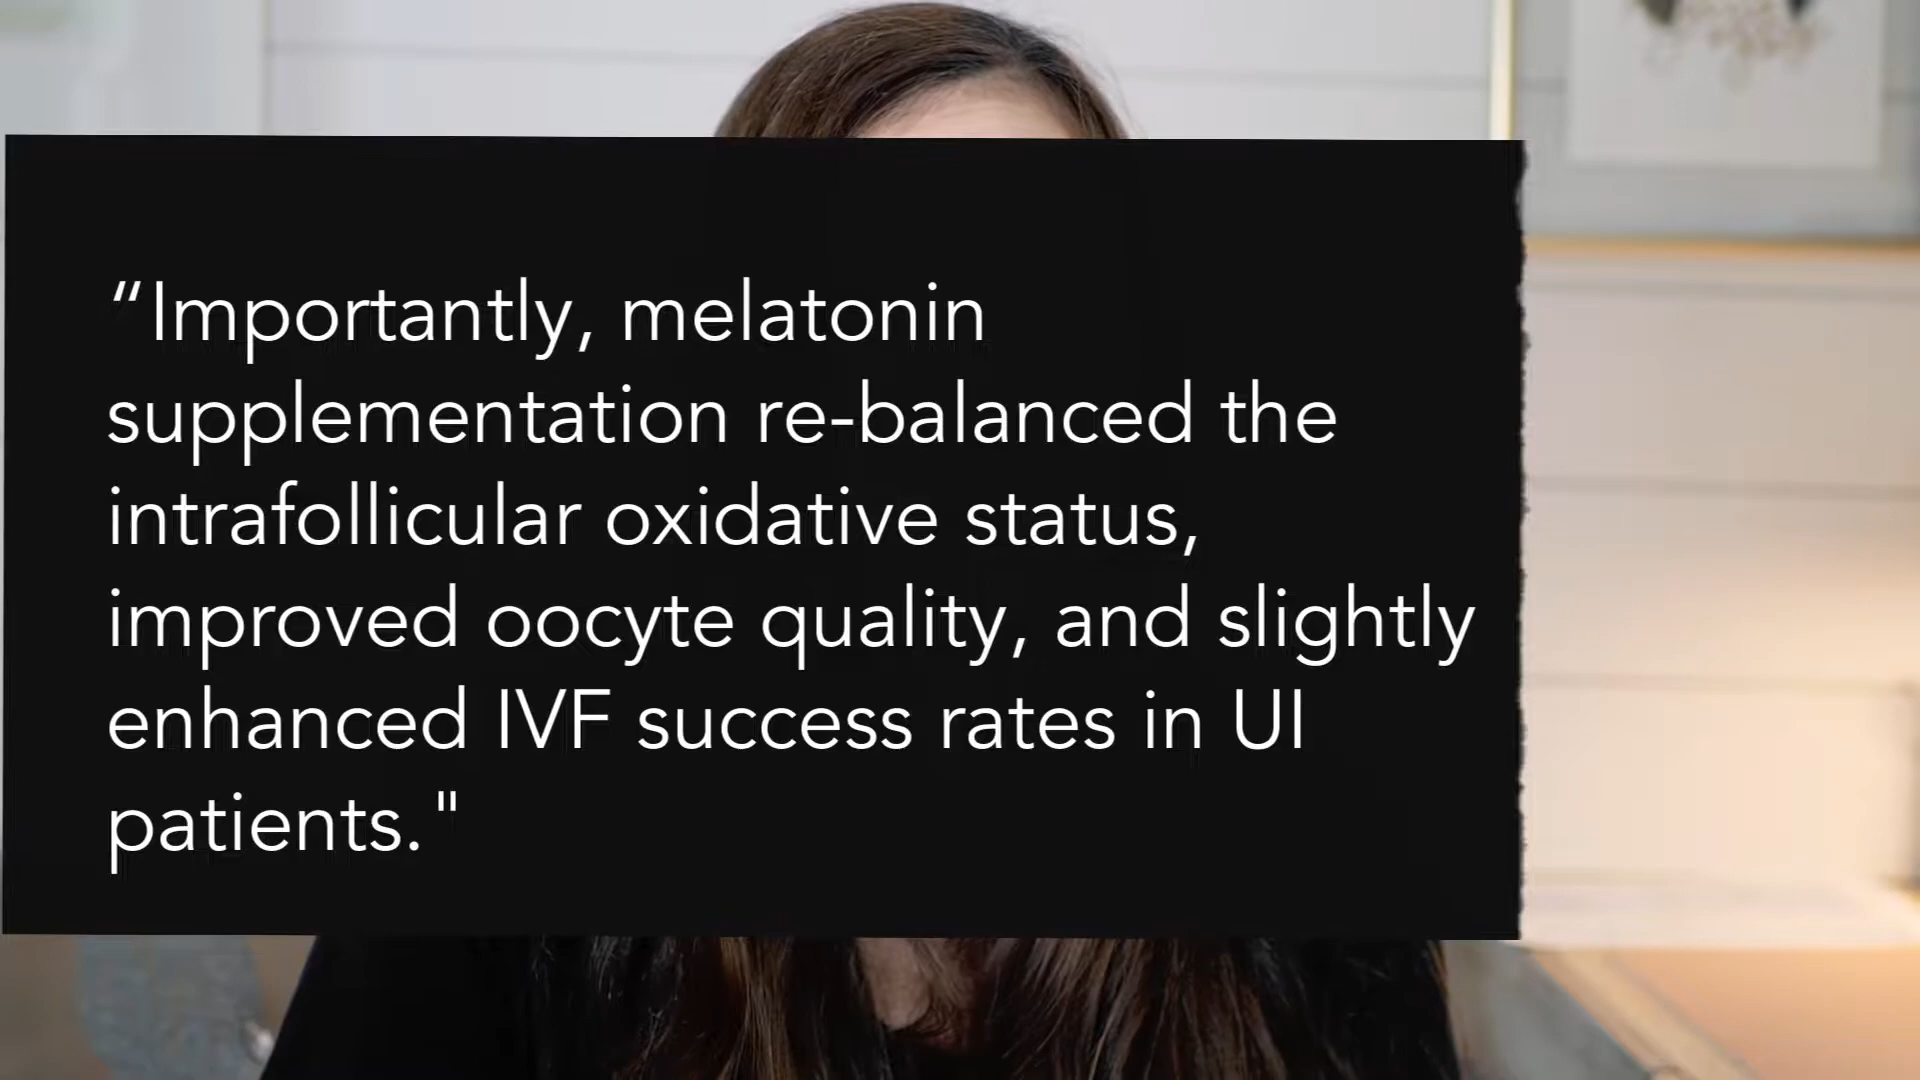 “Importantly, melatonin
supplementation re-balanced the
intrafollicular oxidative status,
improved oocyte quality, and slightly
enhanced IVF success rates in UI
patients."